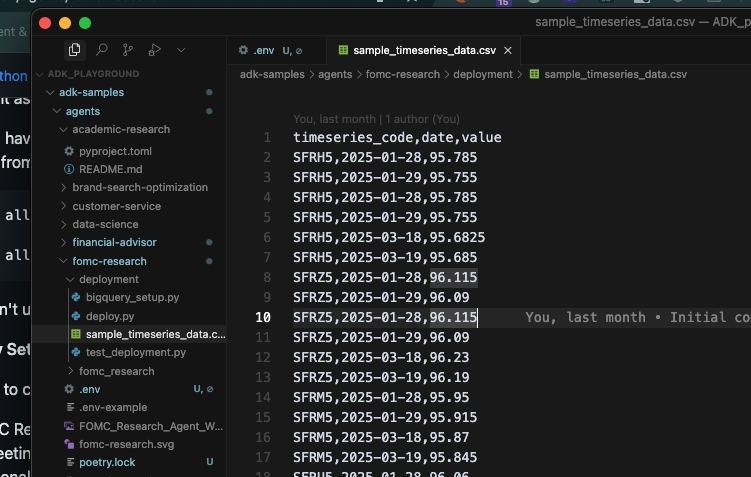 15
sample_timeseries_data.csv — ADK_p
nt &
ADK_PLAYGROUND
.env U,
sample_timeseries_data.csv
adk-samples > agents > fomc-research > deployment > sample_timeseries_data.csv
thon
hav
from
all
all
n't u
Set
to c
C Re
eetin
onal
adk-samples
agents
academic-research
pyproject.toml
README.md
brand-search-optimization
customer-service
data-science
financial-advisor
fomc-research
deployment
bigquery_setup.py
deploy.py
sample_timeseries_data.c...
test_deployment.py
fomc_research
.env U,
.env-example
FOMC_Research_Agent_W...
fomc-research.svg
poetry.lock U
You, last month | 1 author (You)
1 timeseries_code,date,value
2 SFRH5,2025-01-28,95.785
3 SFRH5,2025-01-29,95.755
4 SFRH5,2025-01-28,95.785
5 SFRH5,2025-01-29,95.755
6 SFRH5,2025-03-18,95.6825
7 SFRH5,2025-03-19,95.685
8 SFRZ5,2025-01-28,96.115
9 SFRZ5,2025-01-29,96.09
10 SFRZ5,2025-01-28,96.115 You, last month • Initial co
11 SFRZ5,2025-01-29,96.09
12 SFRZ5,2025-03-18,96.23
13 SFRZ5,2025-03-19,96.19
14 SFRM5,2025-01-28,95.95
15 SFRM5,2025-01-29,95.915
16 SFRM5,2025-03-18,95.87
17 SFRM5,2025-03-19,95.845